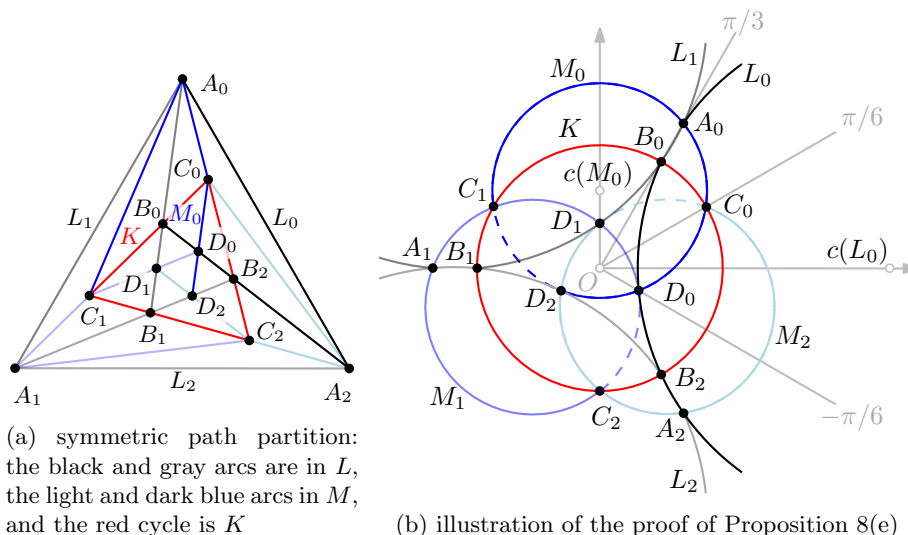 A₀
C₀
L₁
B₀
M₀
L₀
K
D₀
D₁
B₂
C₁
D₂
B₁
C₂
A₁
L₂
A₂
(a) symmetric path partition:
the black and gray arcs are in L,
the light and dark blue arcs in M,
and the red cycle is K
π/3
L₁
L₀
M₀
A₀
K
B₀
π/6
c(M₀)
C₁
C₀
D₁
A₁
B₁
c(L₀)
O
D₂
D₀
M₂
B₂
M₁
C₂
A₂
−π/6
L₂
(b) illustration of the proof of Proposition 8(e)